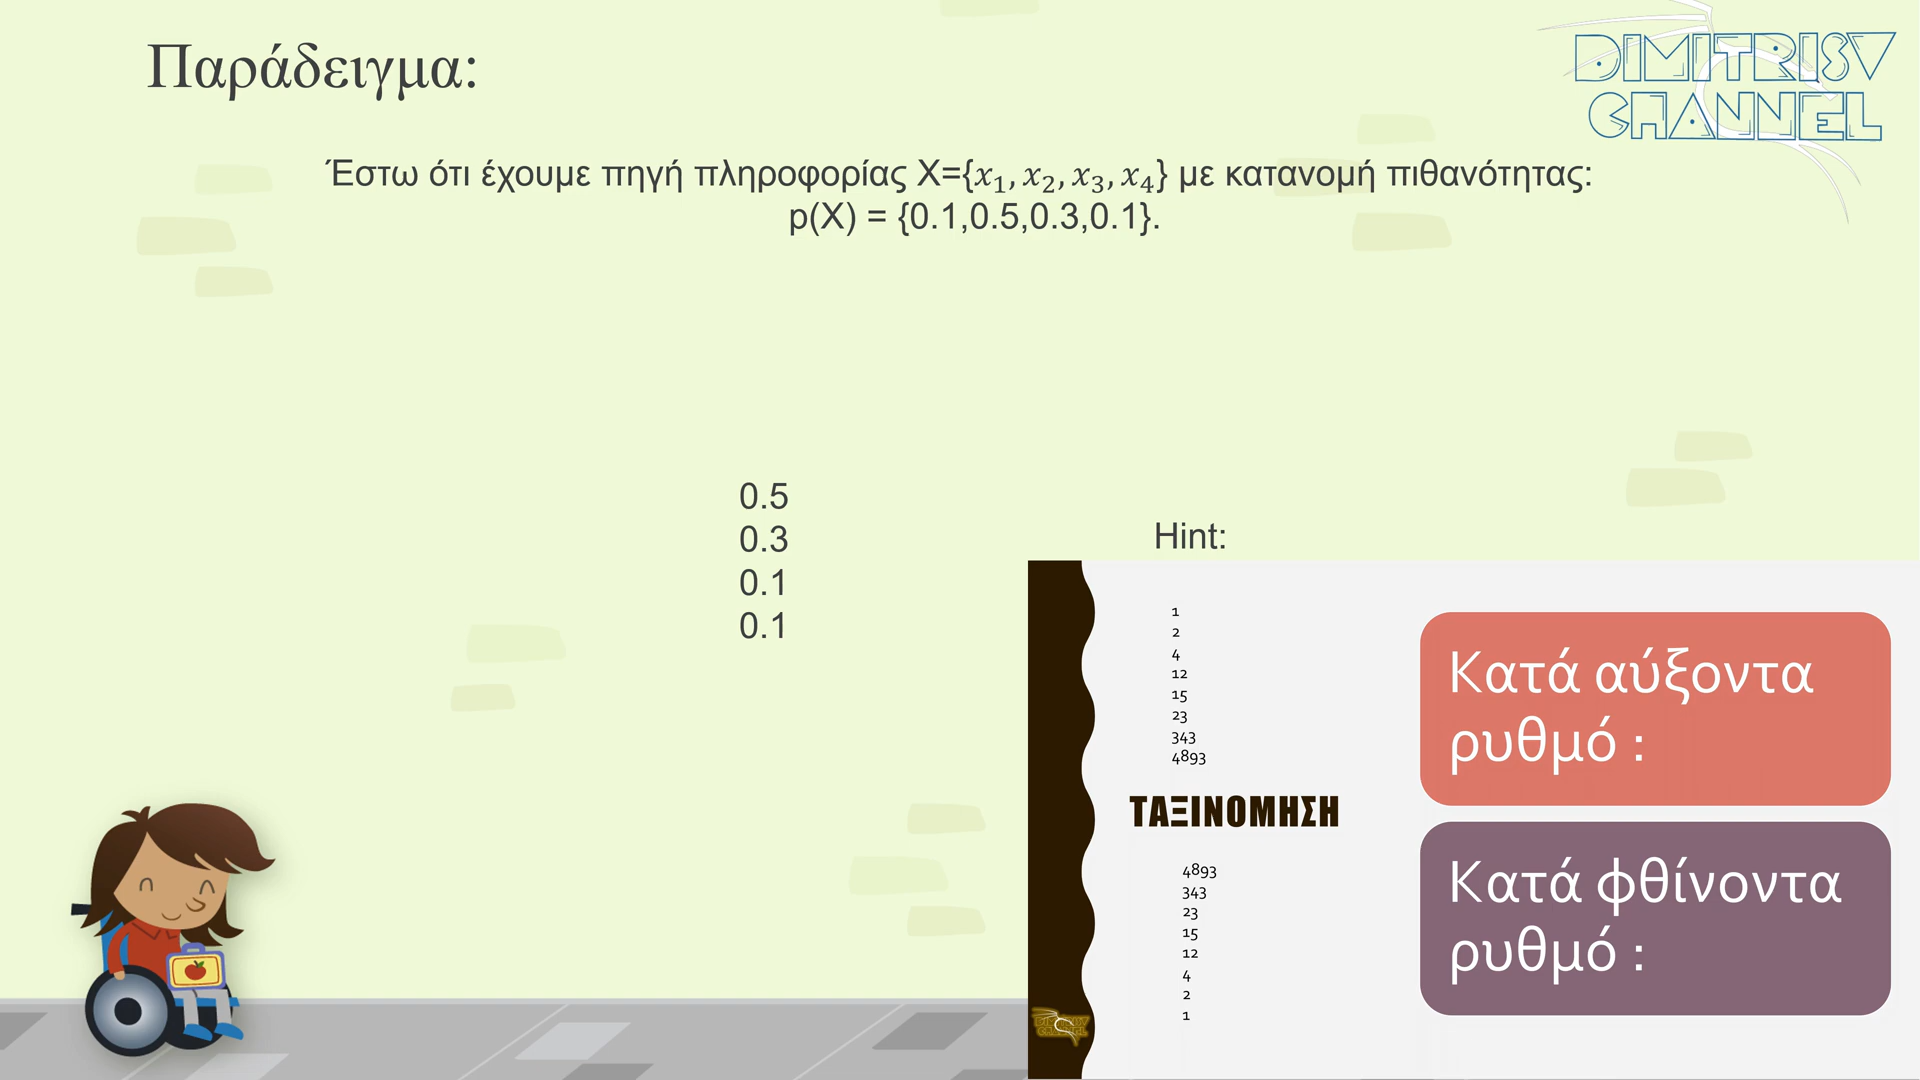 Παράδειγμα:
DIMITRISV
CHANNEL
Έστω ότι έχουμε πηγή πληροφορίας Χ={𝑥₁, 𝑥₂, 𝑥₃, 𝑥₄} με κατανομή πιθανότητας:
p(X) = {0.1,0.5,0.3,0.1}.
0.5
0.3
0.1
0.1
Hint:
1
2
4
12
15
23
343
4893
Κατά αύξοντα
ρυθμό :
ΤΑΞΙΝΟΜΗΣΗ
4893
343
23
15
12
4
2
1
Κατά φθίνοντα
ρυθμό :
DIMITRISV
CHANNEL